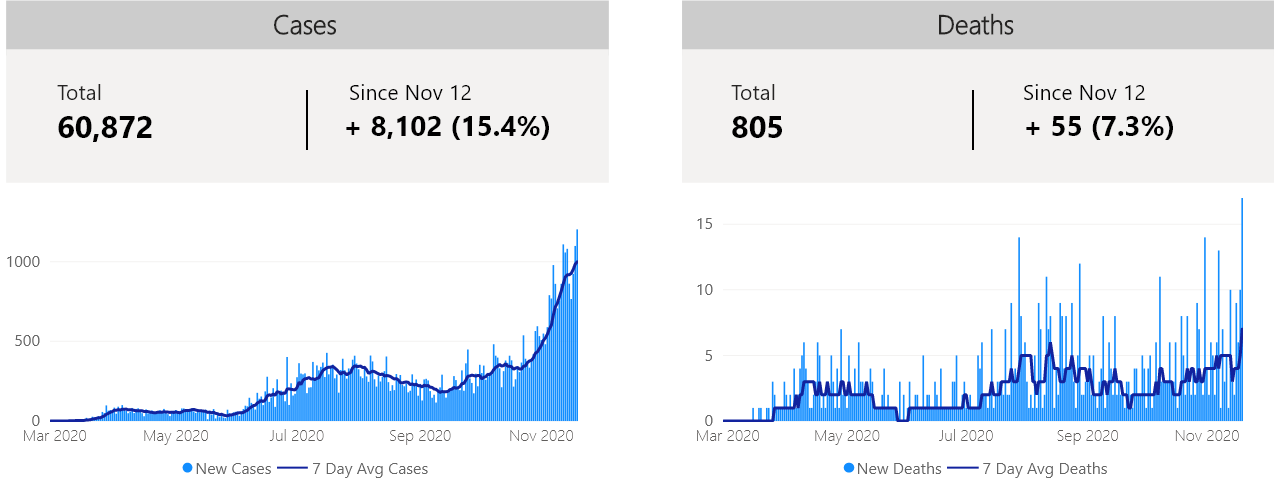 Cases
Total
Since Nov 12
60,872
+ 8,102 (15.4%)
1000
500
0
Mar 2020 May 2020 Jul 2020 Sep 2020 Nov 2020
New Cases 7 Day Avg Cases
Deaths
Total
Since Nov 12
805
+ 55 (7.3%)
15
10
5
0
Mar 2020 May 2020 Jul 2020 Sep 2020 Nov 2020
New Deaths 7 Day Avg Deaths